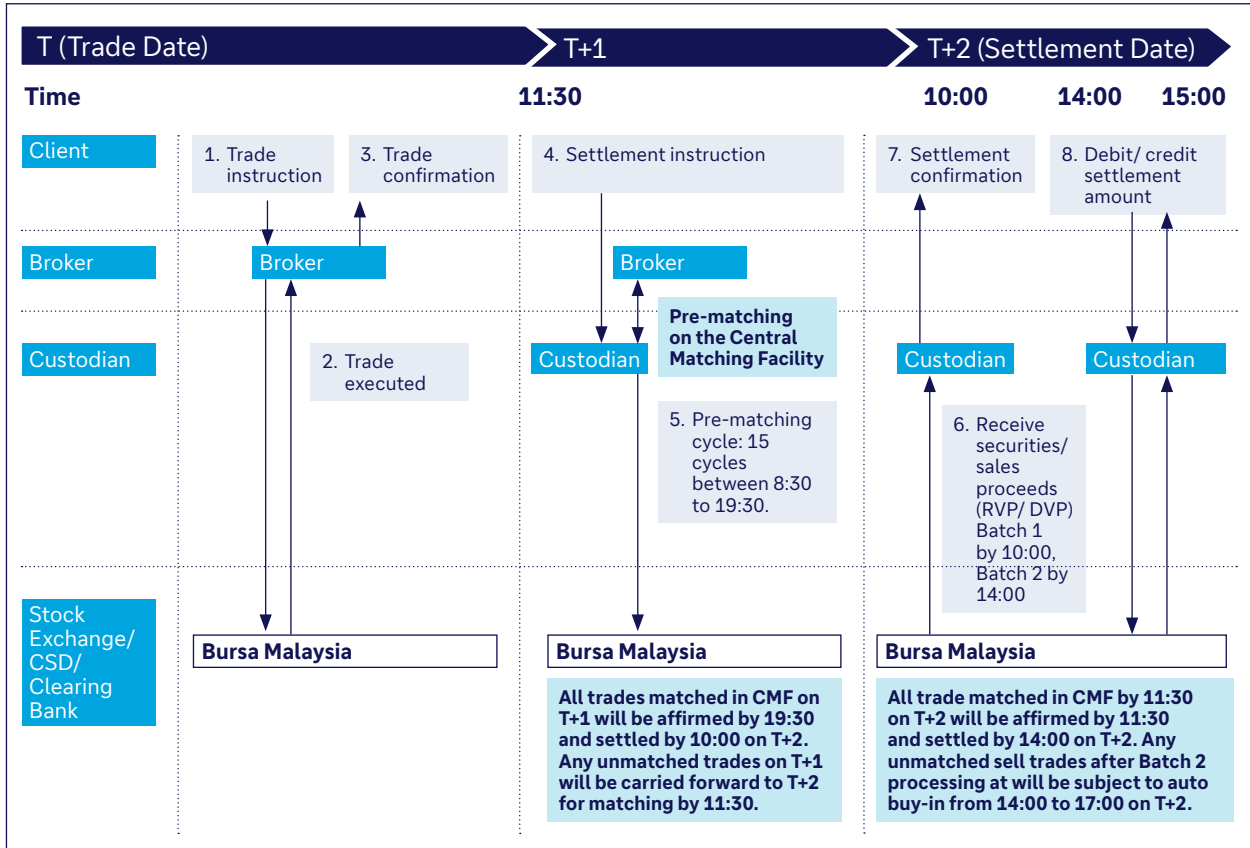 T (Trade Date)
T+1
T+2 (Settlement Date)
Time
11:30
10:00
14:00
15:00
Client
1. Trade
instruction
3. Trade
confirmation
4. Settlement instruction
7. Settlement
confirmation
8. Debit/ credit
settlement
amount
Broker
Broker
Broker
Pre-matching
on the Central
Matching Facility
Custodian
2. Trade
executed
Custodian
Custodian
Custodian
5. Pre-matching
cycle: 15
cycles
between 8:30
to 19:30.
6. Receive
securities/
sales
proceeds
(RVP/ DVP)
Batch 1
by 10:00,
Batch 2 by
14:00
Stock
Exchange/
CSD/
Clearing
Bank
Bursa Malaysia
Bursa Malaysia
Bursa Malaysia
All trades matched in CMF on
T+1 will be affirmed by 19:30
and settled by 10:00 on T+2.
Any unmatched trades on T+1
will be carried forward to T+2
for matching by 11:30.
All trade matched in CMF by 11:30
on T+2 will be affirmed by 11:30
and settled by 14:00 on T+2. Any
unmatched sell trades after Batch 2
processing at will be subject to auto
buy-in from 14:00 to 17:00 on T+2.